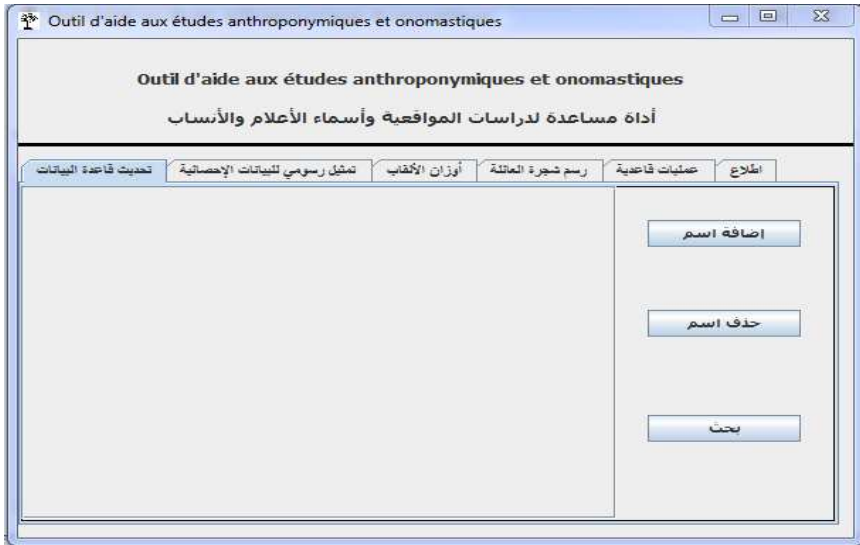 Outil d'aide aux études anthroponymiques et onomastiques
Outil d'aide aux études anthroponymiques et onomastiques
أداة مساعدة لدراسات المواقعية وأسماء الأعلام والأنساب
اطلاع
عمليات قاعدية
رسم شجرة العائلة
أوزان الألقاب
تمثيل رسومي للبيانات الإحصائية
تحديث قاعدة البيانات
إضافة اسم
حذف اسم
بحث